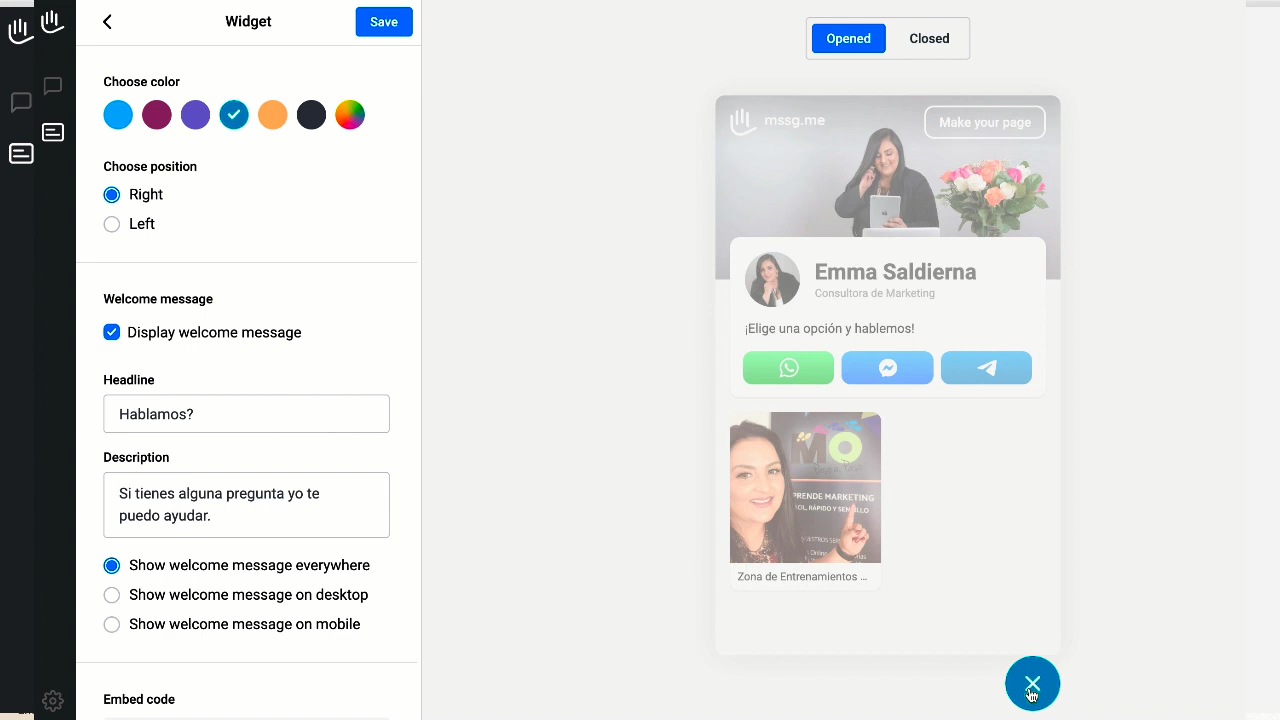 Widget
Save
Choose color
Choose position
Right
Left
Welcome message
Display welcome message
Headline
Hablamos?
Description
Si tienes alguna pregunta yo te
puedo ayudar.
Show welcome message everywhere
Show welcome message on desktop
Show welcome message on mobile
Embed code
Opened
Closed
mssg.me
Make your page
Emma Saldierna
Consultora de Marketing
¡Elige una opción y hablemos!
MO
PRENDE MARKETING
Zona de Entrenamientos ...